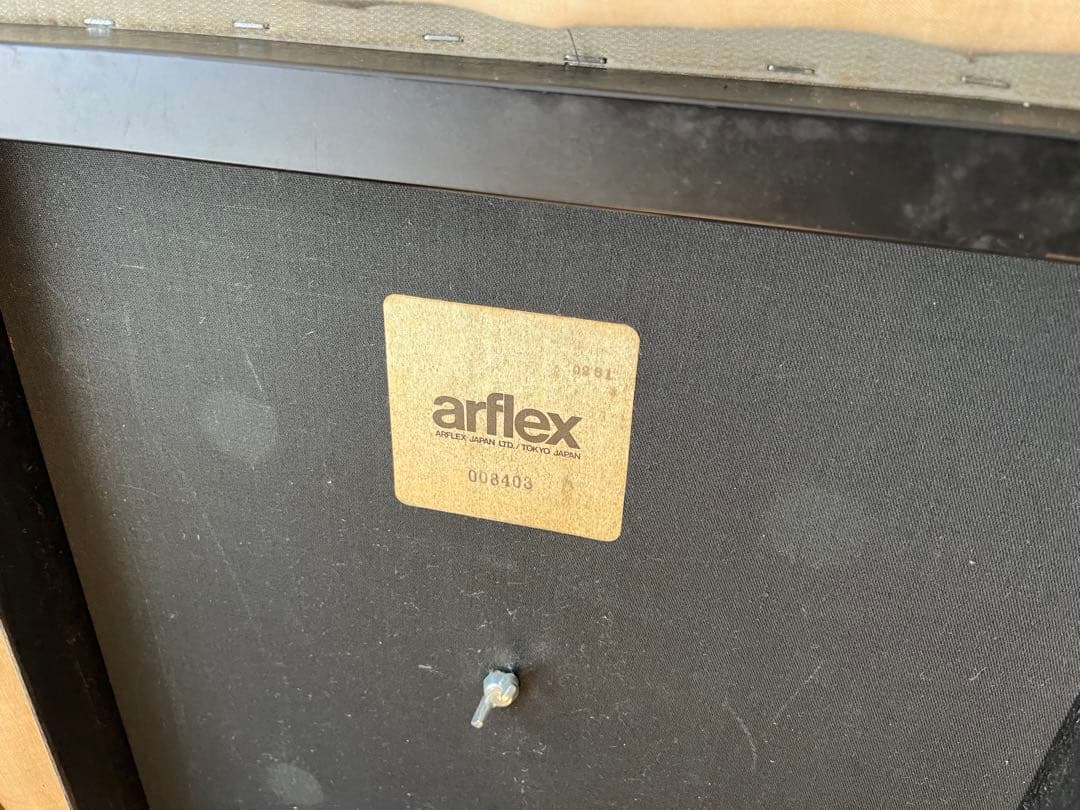 0281
arflex
ARFLEX JAPAN LTD. / TOKYO JAPAN
008403